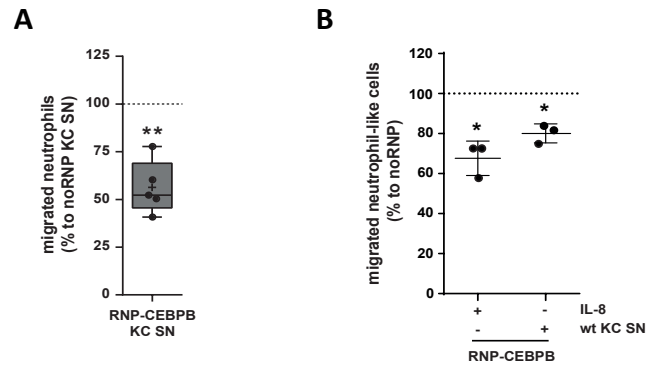 A
migrated neutrophils
(% to noRNP KC SN)
125
100
75
50
25
0
**
RNP-CEBPB
KC SN
B
migrated neutrophil-like cells
(% to noRNP)
120
100
80
60
40
20
0
*
*
+ - IL-8
- + wt KC SN
RNP-CEBPB